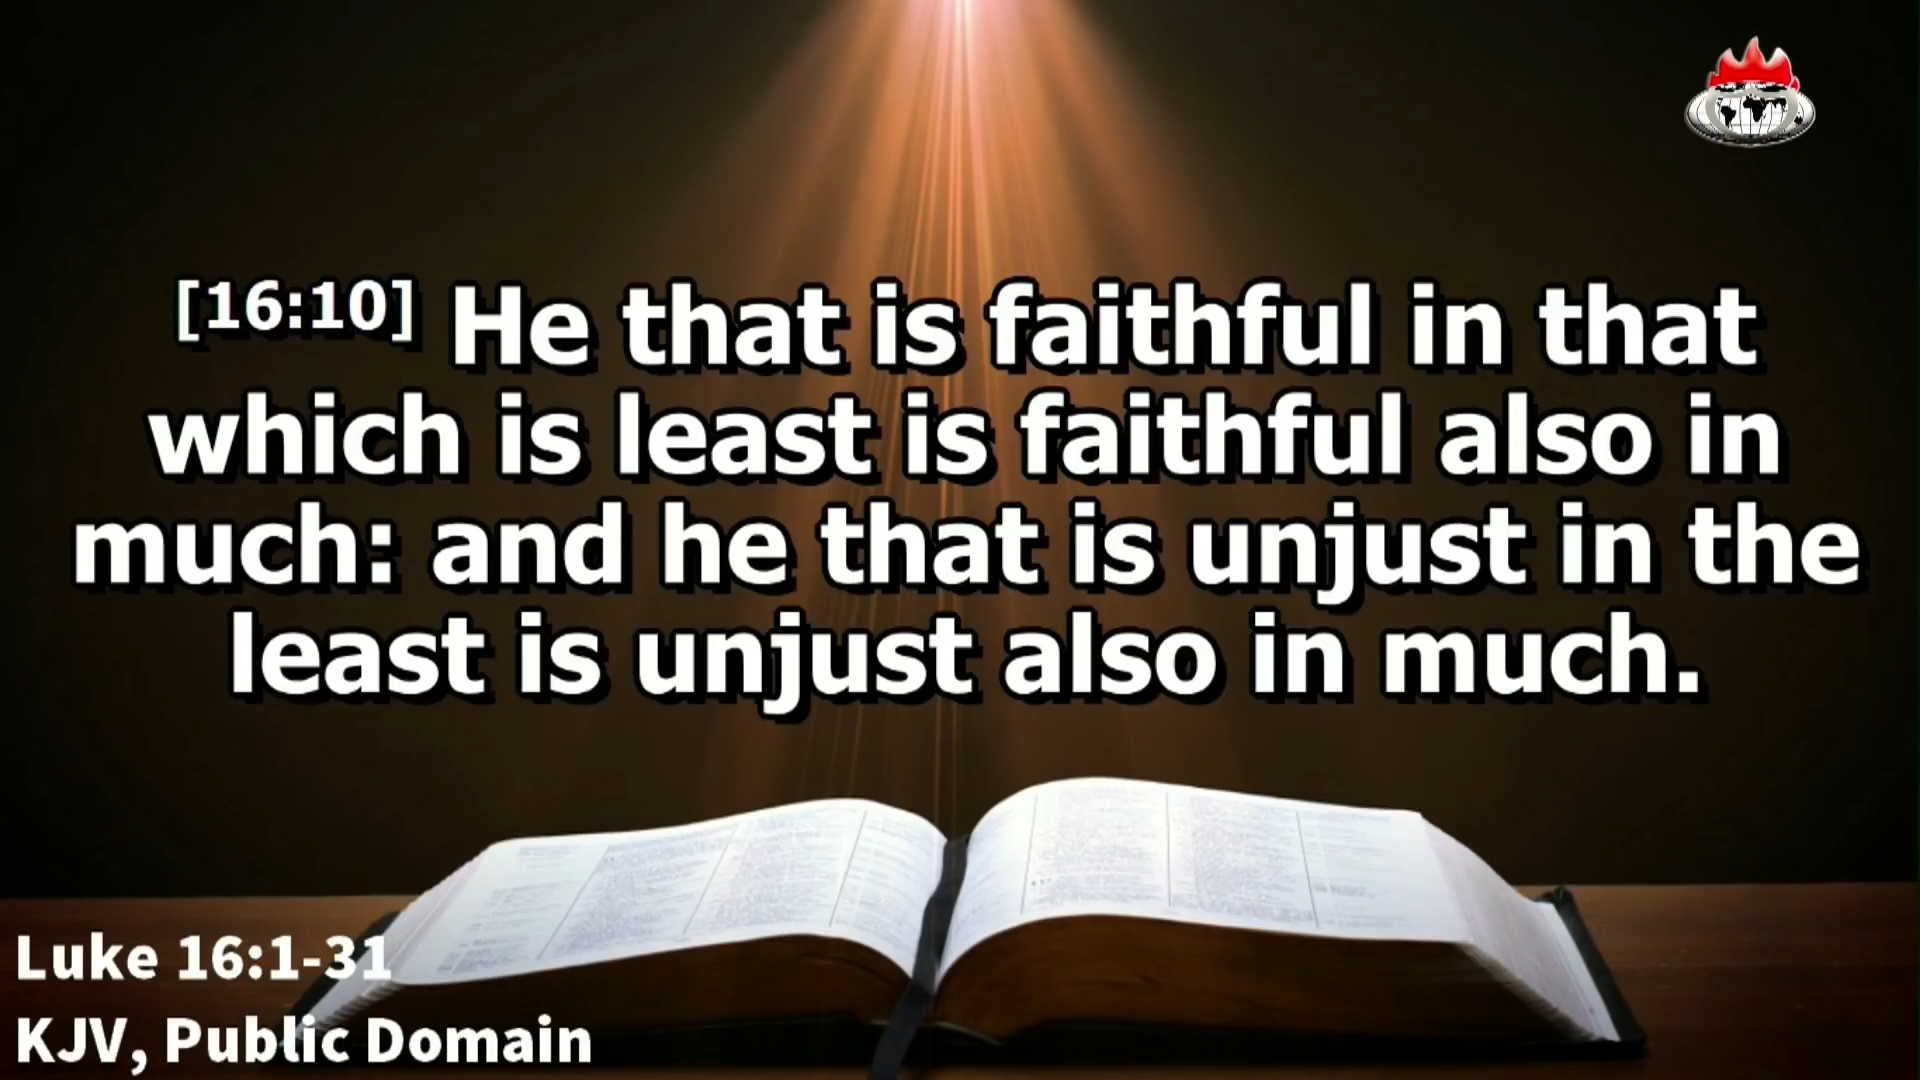 [16:10] He that is faithful in that
which is least is faithful also in
much: and he that is unjust in the
least is unjust also in much.
Luke 16:1-31
KJV, Public Domain